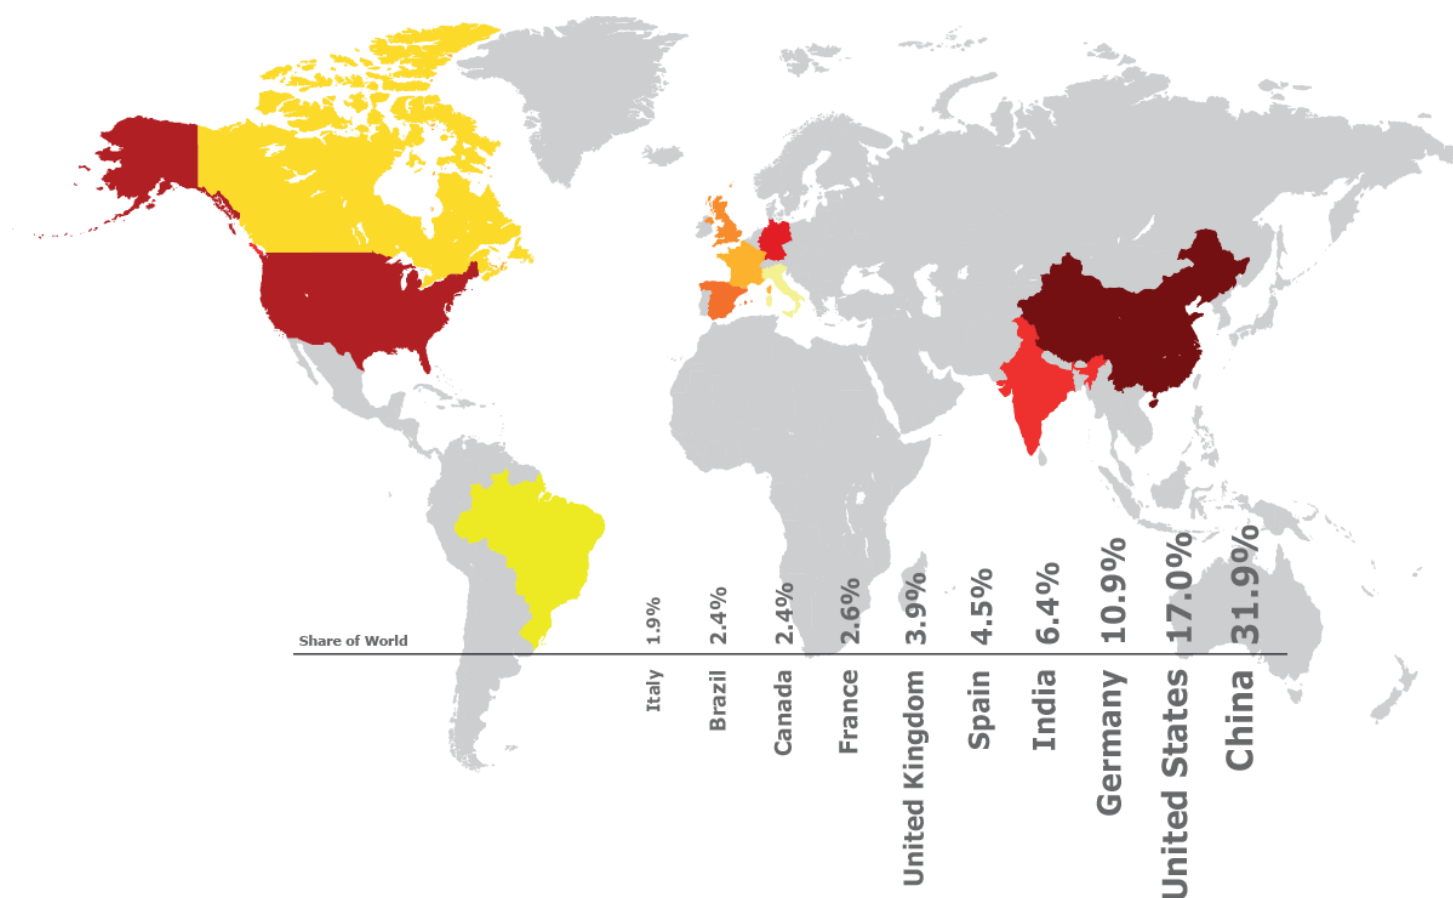 Share of World
1.9%
2.4%
2.4%
2.6%
3.9%
4.5%
6.4%
10.9%
17.0%
31.9%
Italy
Brazil
Canada
France
United Kingdom
Spain
India
Germany
United States
China